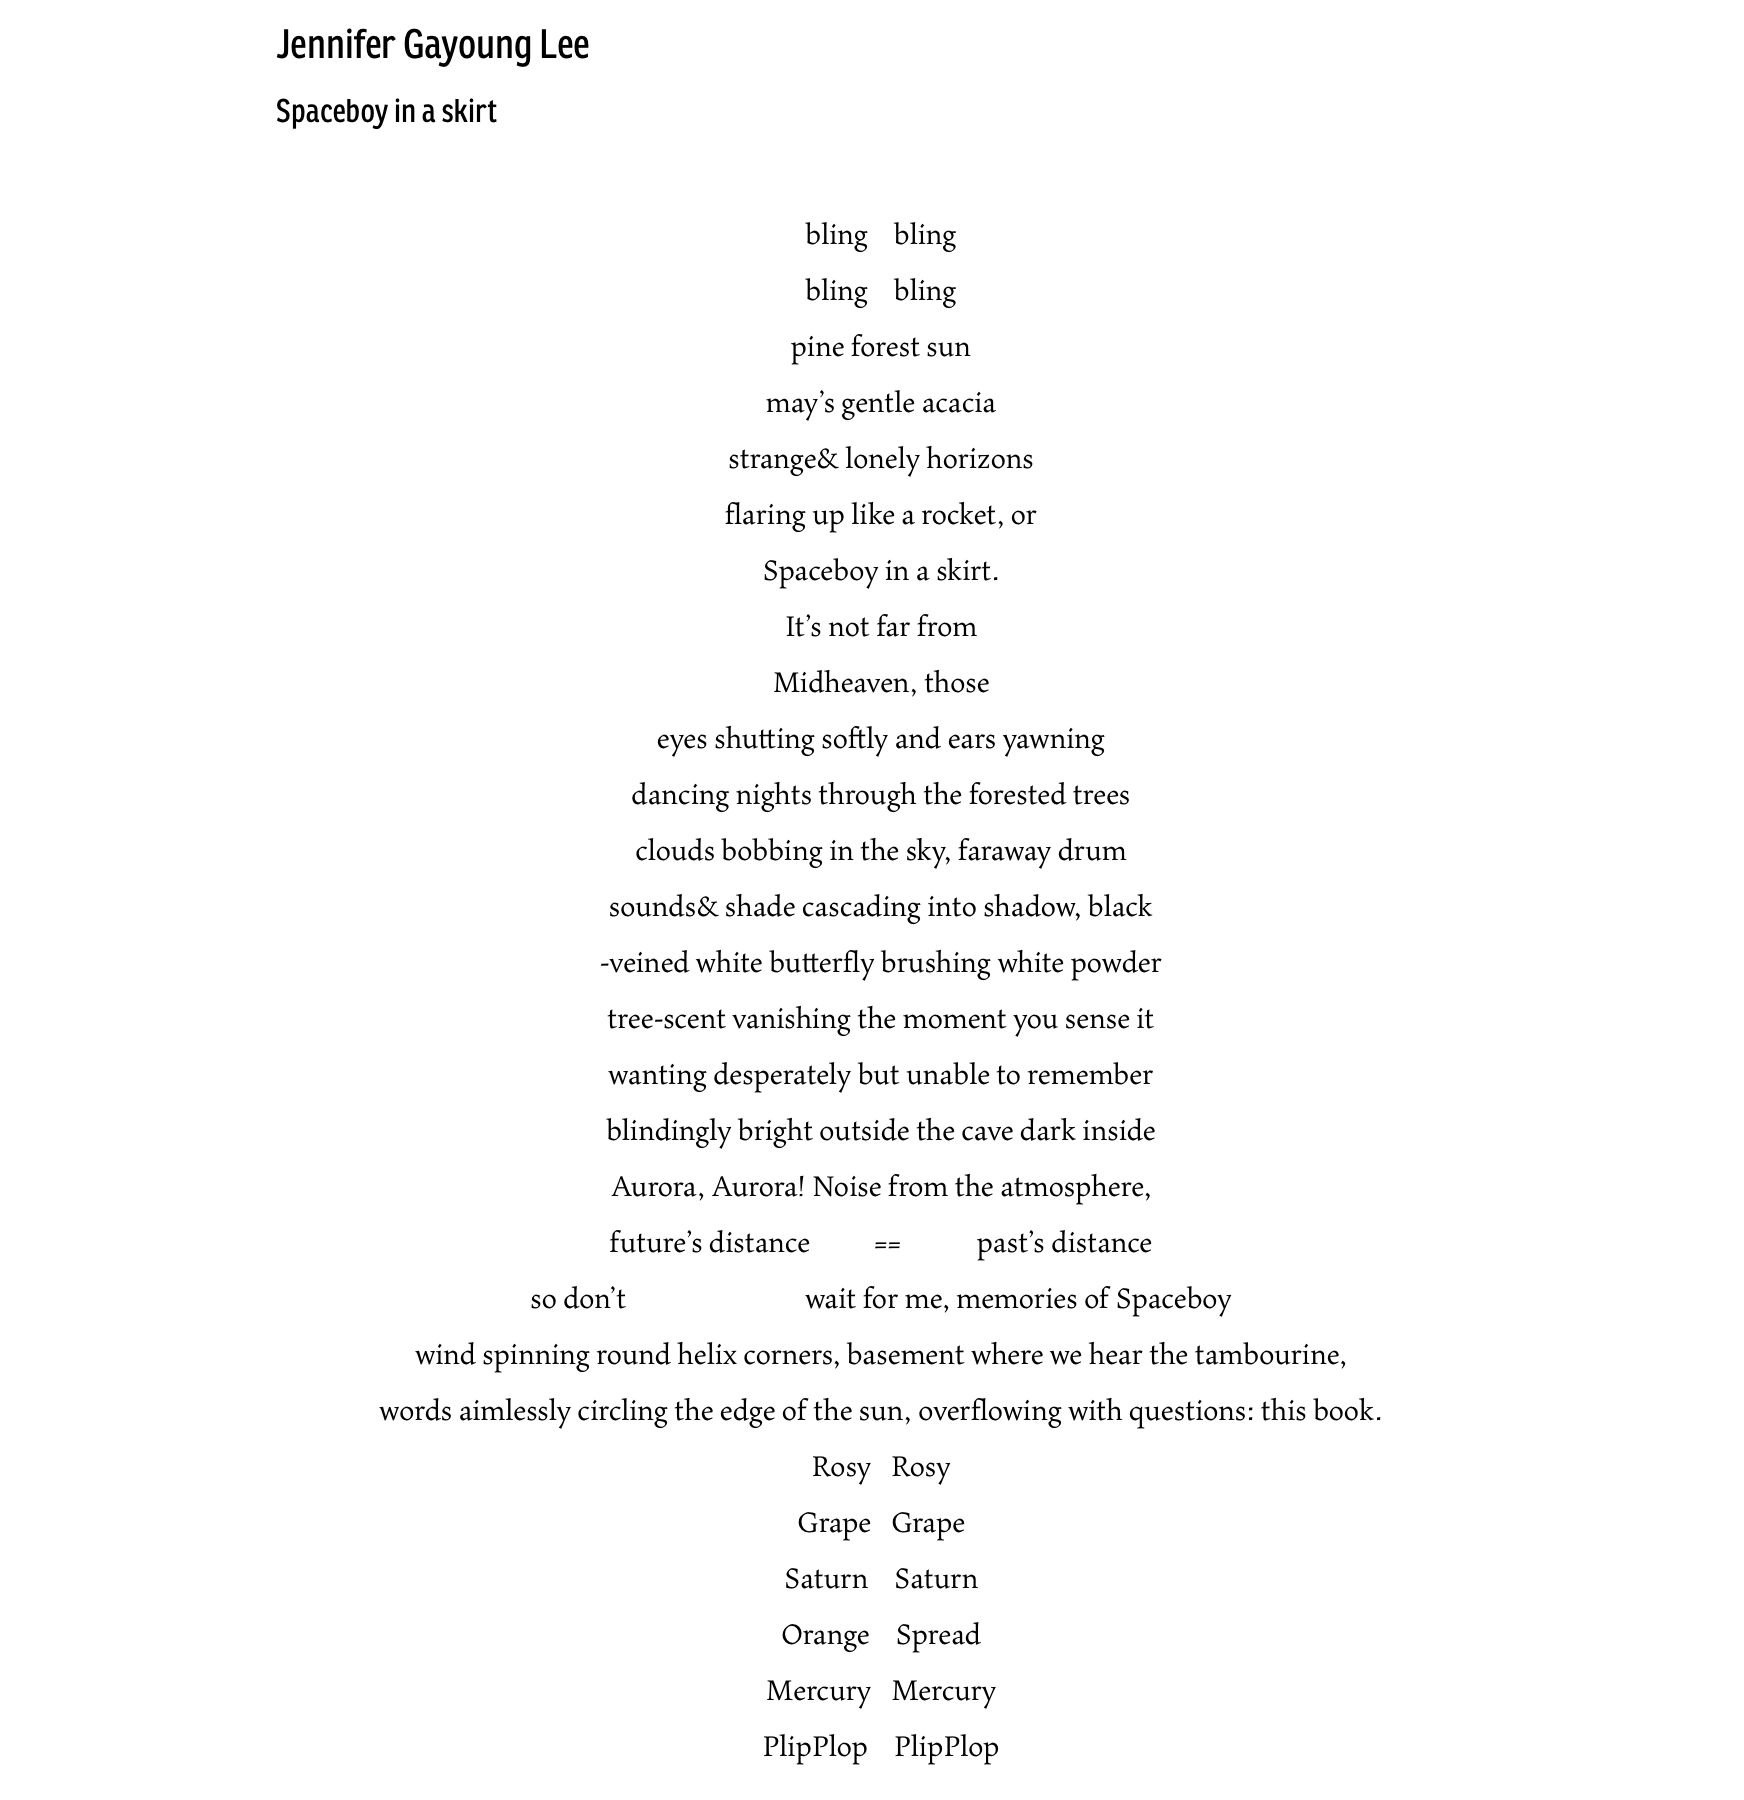 Jennifer Gayoung Lee
Spaceboy in a skirt
bling bling
bling bling
pine forest sun
may’s gentle acacia
strange& lonely horizons
flaring up like a rocket, or
Spaceboy in a skirt.
It’s not far from
Midheaven, those
eyes shutting softly and ears yawning
dancing nights through the forested trees
clouds bobbing in the sky, faraway drum
sounds& shade cascading into shadow, black
-veined white butterfly brushing white powder
tree-scent vanishing the moment you sense it
wanting desperately but unable to remember
blindingly bright outside the cave dark inside
Aurora, Aurora! Noise from the atmosphere,
future’s distance == past’s distance
so don’t wait for me, memories of Spaceboy
wind spinning round helix corners, basement where we hear the tambourine,
words aimlessly circling the edge of the sun, overflowing with questions: this book.
Rosy Rosy
Grape Grape
Saturn Saturn
Orange Spread
Mercury Mercury
PlipPlop PlipPlop